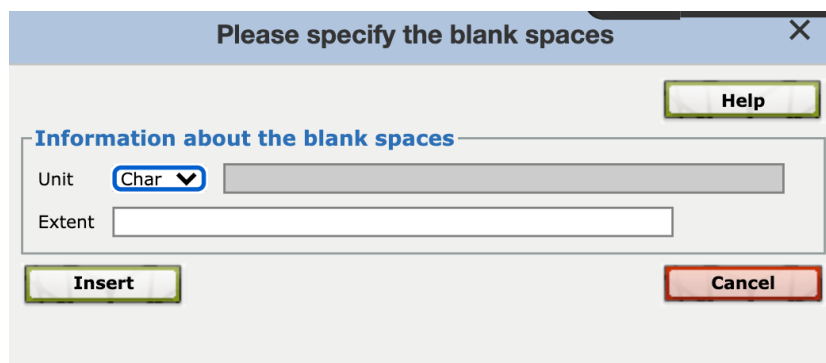 Please specify the blank spaces
Help
Information about the blank spaces
Unit Char
Extent
Insert Cancel